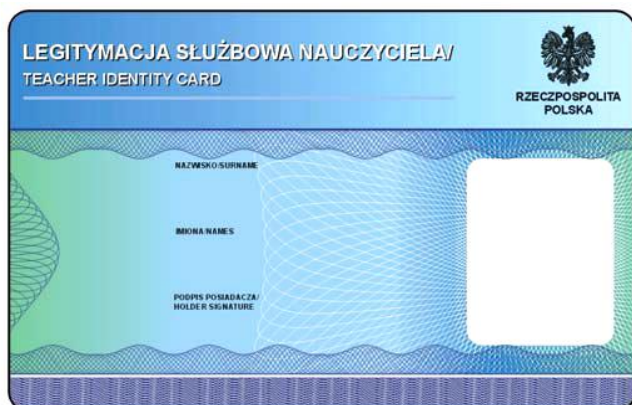 LEGITYMACJA SŁUŻBOWA NAUCZYCIELA/
TEACHER IDENTITY CARD
RZECZPOSPOLITA
POLSKA
NAZWISKO/SURNAME
IMIONA/NAMES
PODPIS POSIADACZA/
HOLDER SIGNATURE